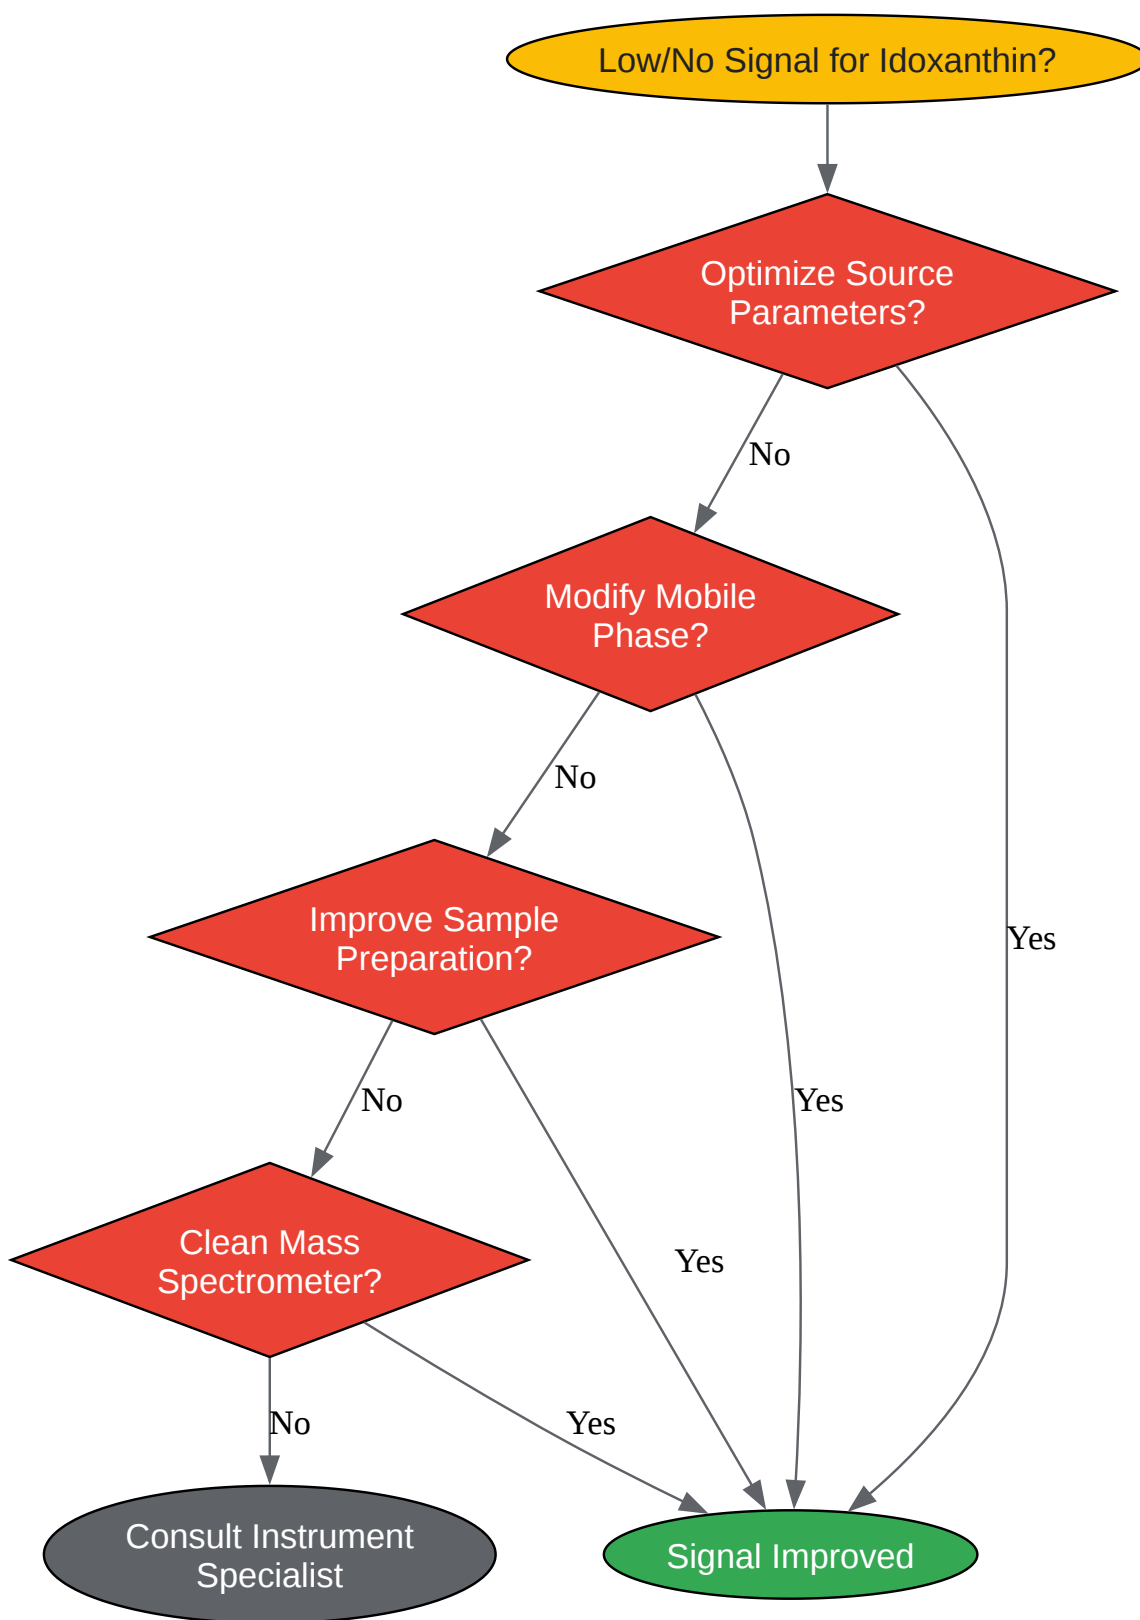 Low/No Signal for Idoxanthin?
Optimize Source
Parameters?
No
Modify Mobile
Phase?
No
Improve Sample
Preparation?
Yes
No
Yes
Clean Mass
Spectrometer?
Yes
No
Yes
Consult Instrument
Specialist
Signal Improved